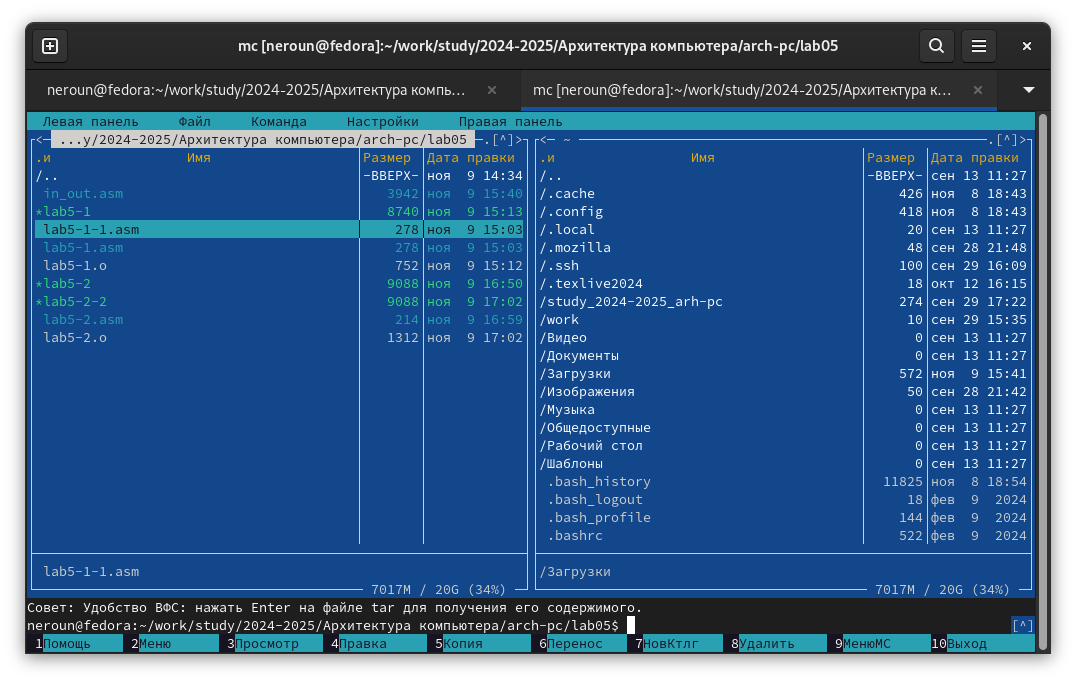 mc [neroun@fedora]:~/work/study/2024-2025/Архитектура компьютера/arch-pc/lab05
neroun@fedora:~/work/study/2024-2025/Архитектура компь... ×
mc [neroun@fedora]:~/work/study/2024-2025/Архитектура к... ×
Левая панель Файл Команда Настройки Правая панель
<─ ...y/2024-2025/Архитектура компьютера/arch-pc/lab05 ─.[^]> <─ ~ ─.[^]>
.и Имя Размер Дата правки .и Имя Размер Дата правки
/.. -ВВЕРХ- ноя 9 14:34 /.. -ВВЕРХ- сен 13 11:27
in_out.asm 3942 ноя 9 15:40 /.cache 426 ноя 8 18:43
*lab5-1 8740 ноя 9 15:13 /.config 418 ноя 8 18:43
lab5-1-1.asm 278 ноя 9 15:03 /.local 20 сен 13 11:27
lab5-1.asm 278 ноя 9 15:03 /.mozilla 48 сен 28 21:48
lab5-1.o 752 ноя 9 15:12 /.ssh 100 сен 29 16:09
*lab5-2 9088 ноя 9 16:50 /.texlive2024 18 окт 12 16:15
*lab5-2-2 9088 ноя 9 17:02 /study_2024-2025_arh-pc 274 сен 29 17:22
lab5-2.asm 214 ноя 9 16:59 /work 10 сен 29 15:35
lab5-2.o 1312 ноя 9 17:02 /Видео 0 сен 13 11:27
/Документы 0 сен 13 11:27
/Загрузки 572 ноя 9 15:41
/Изображения 50 сен 28 21:42
/Музыка 0 сен 13 11:27
/Общедоступные 0 сен 13 11:27
/Рабочий стол 0 сен 13 11:27
/Шаблоны 0 сен 13 11:27
.bash_history 11825 ноя 8 18:54
.bash_logout 18 фев 9 2024
.bash_profile 144 фев 9 2024
.bashrc 522 фев 9 2024
lab5-1-1.asm /Загрузки
7017M / 20G (34%) 7017M / 20G (34%)
Совет: Удобство ВФС: нажать Enter на файле tar для получения его содержимого.
neroun@fedora:~/work/study/2024-2025/Архитектура компьютера/arch-pc/lab05$ [^]
1Помощь 2Меню 3Просмотр 4Правка 5Копия 6Перенос 7НовКтлг 8Удалить 9МенюMC 10Выход